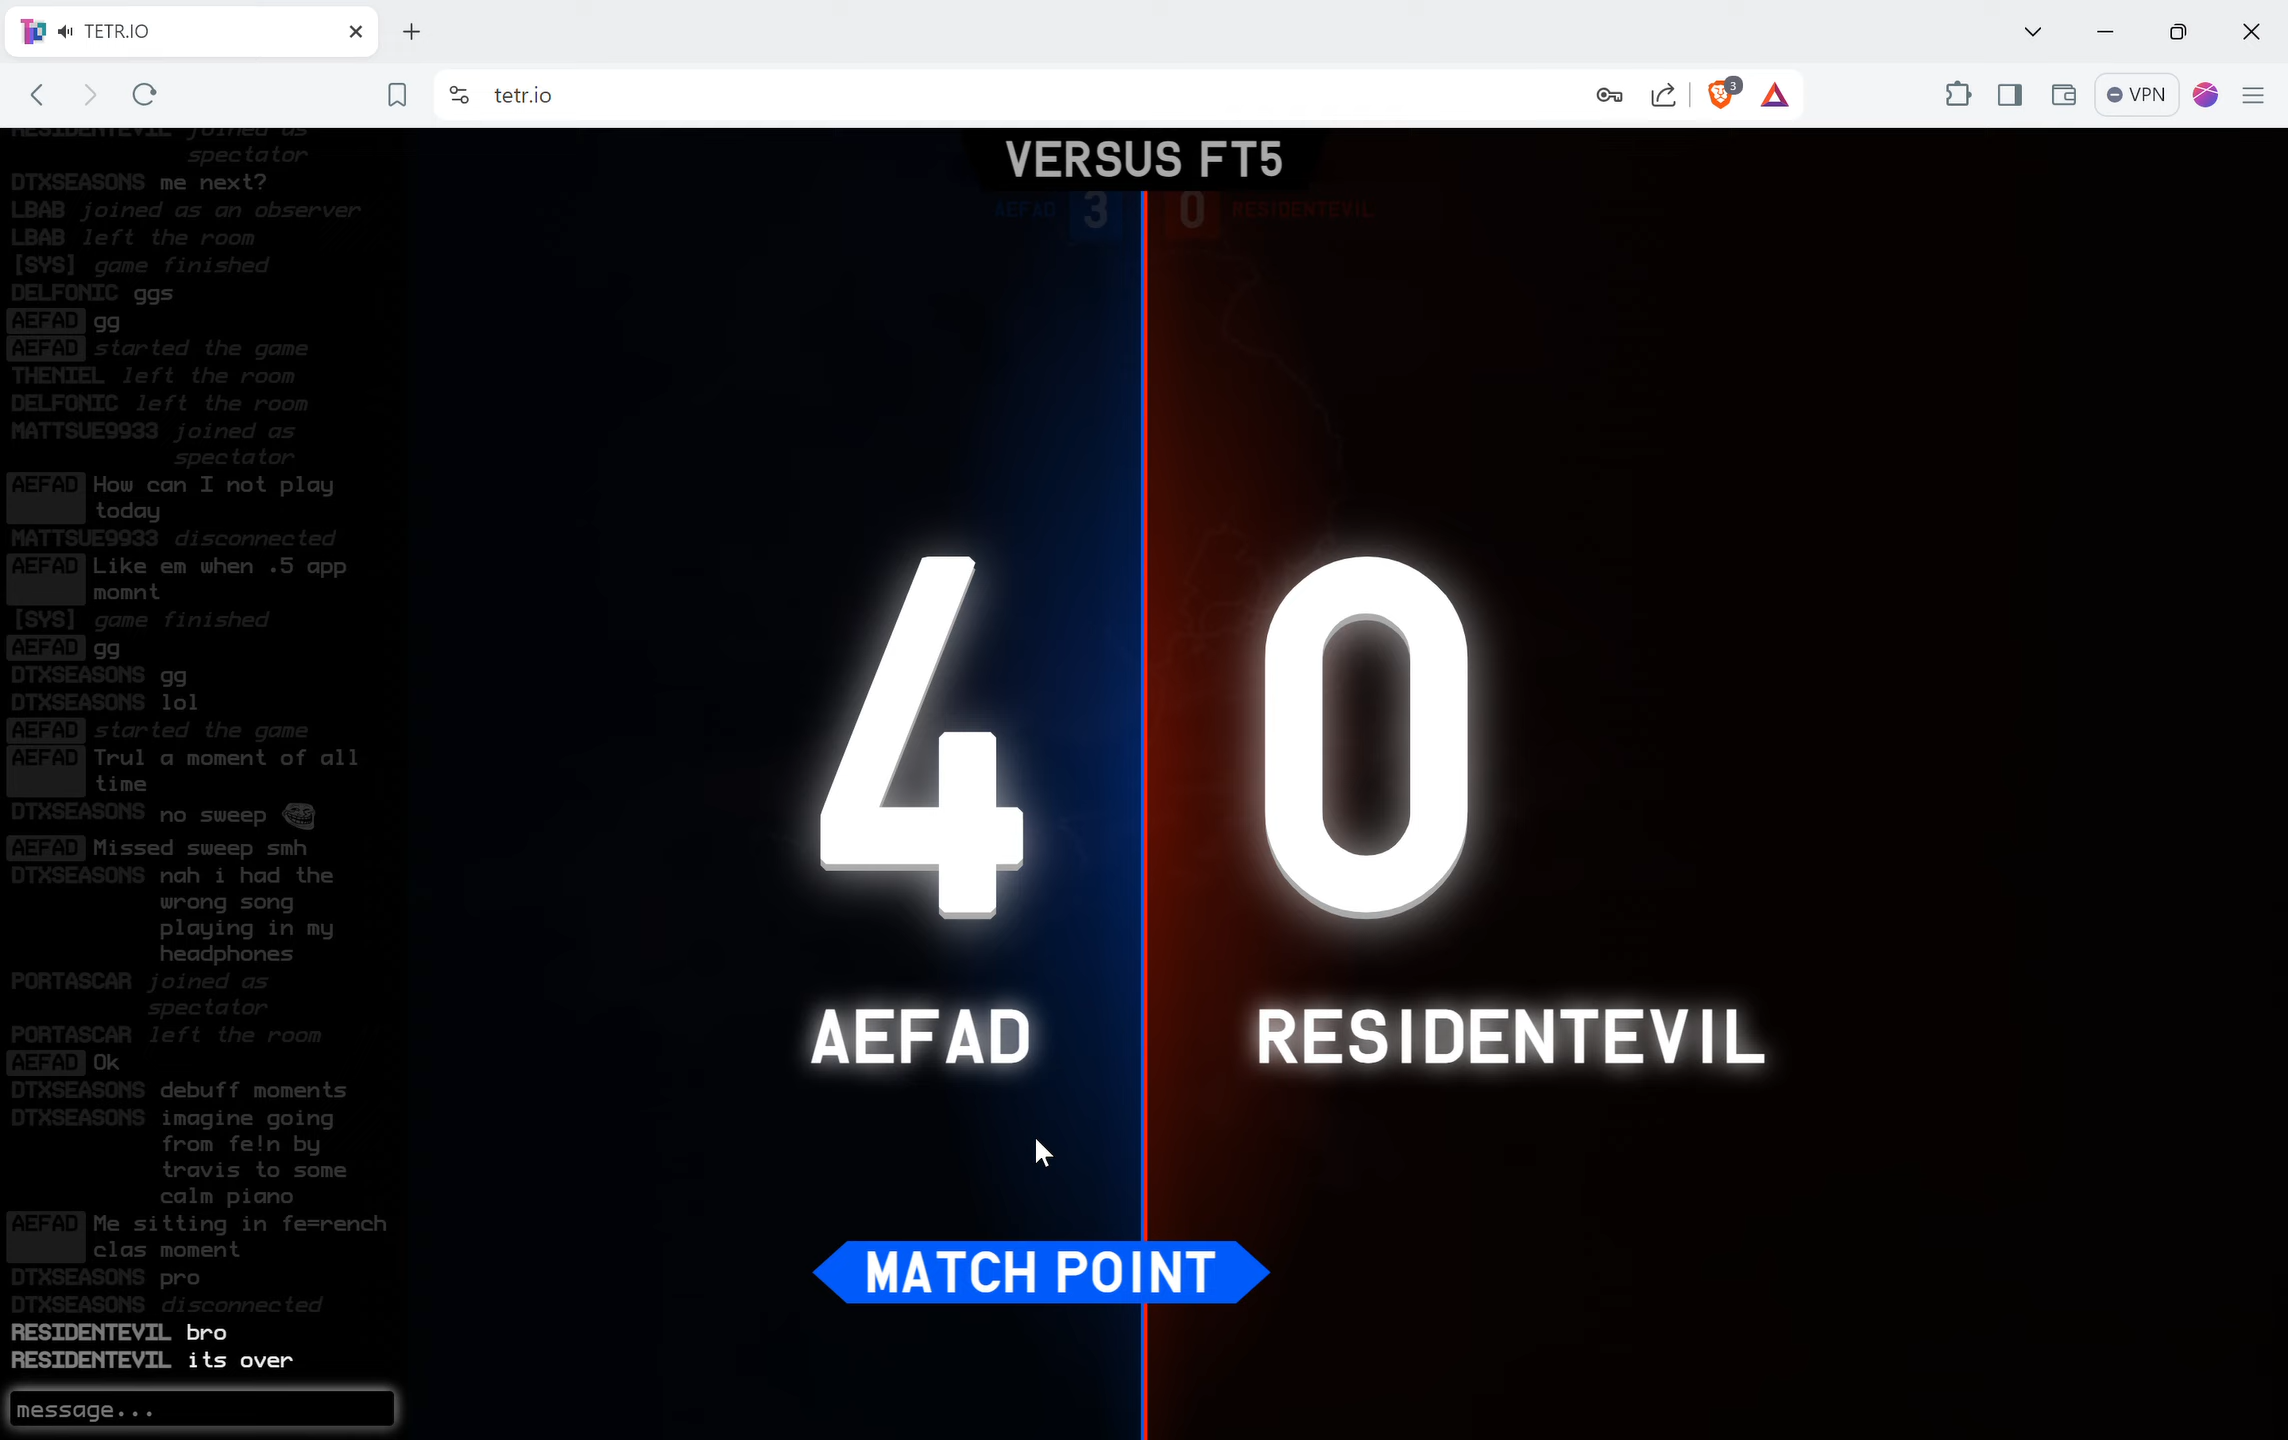 TETR.IO
tetr.io
3
VPN
VERSUS FT5
AEFAD 3 0 RESIDENTEVIL
RESIDENTEVIL joined as
spectator
DTXSEASONS me next?
LBAB joined as an observer
LBAB left the room
[SYS] game finished
DELFONIC ggs
AEFAD gg
AEFAD started the game
THENIEL left the room
DELFONIC left the room
MATTSUE9933 joined as
spectator
AEFAD How can I not play
today
MATTSUE9933 disconnected
AEFAD Like em when .5 app
momnt
[SYS] game finished
AEFAD gg
DTXSEASONS gg
DTXSEASONS lol
AEFAD started the game
AEFAD Trul a moment of all
time
DTXSEASONS no sweep
AEFAD Missed sweep smh
DTXSEASONS nah i had the
wrong song
playing in my
headphones
PORTASCAR joined as
spectator
PORTASCAR left the room
AEFAD Ok
DTXSEASONS debuff moments
DTXSEASONS imagine going
from fe!n by
travis to some
calm piano
AEFAD Me sitting in fe=rench
clas moment
DTXSEASONS pro
DTXSEASONS disconnected
RESIDENTEVIL bro
RESIDENTEVIL its over
message...
4 0
AEFAD RESIDENTEVIL
MATCH POINT